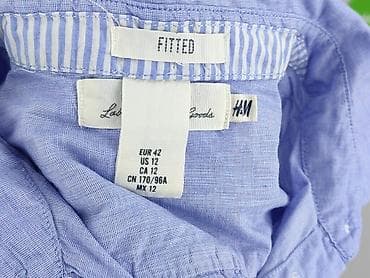 FITTED
Goods
H&M
EUR 42
US 12
CA 12
CN 170/96A
MX 12